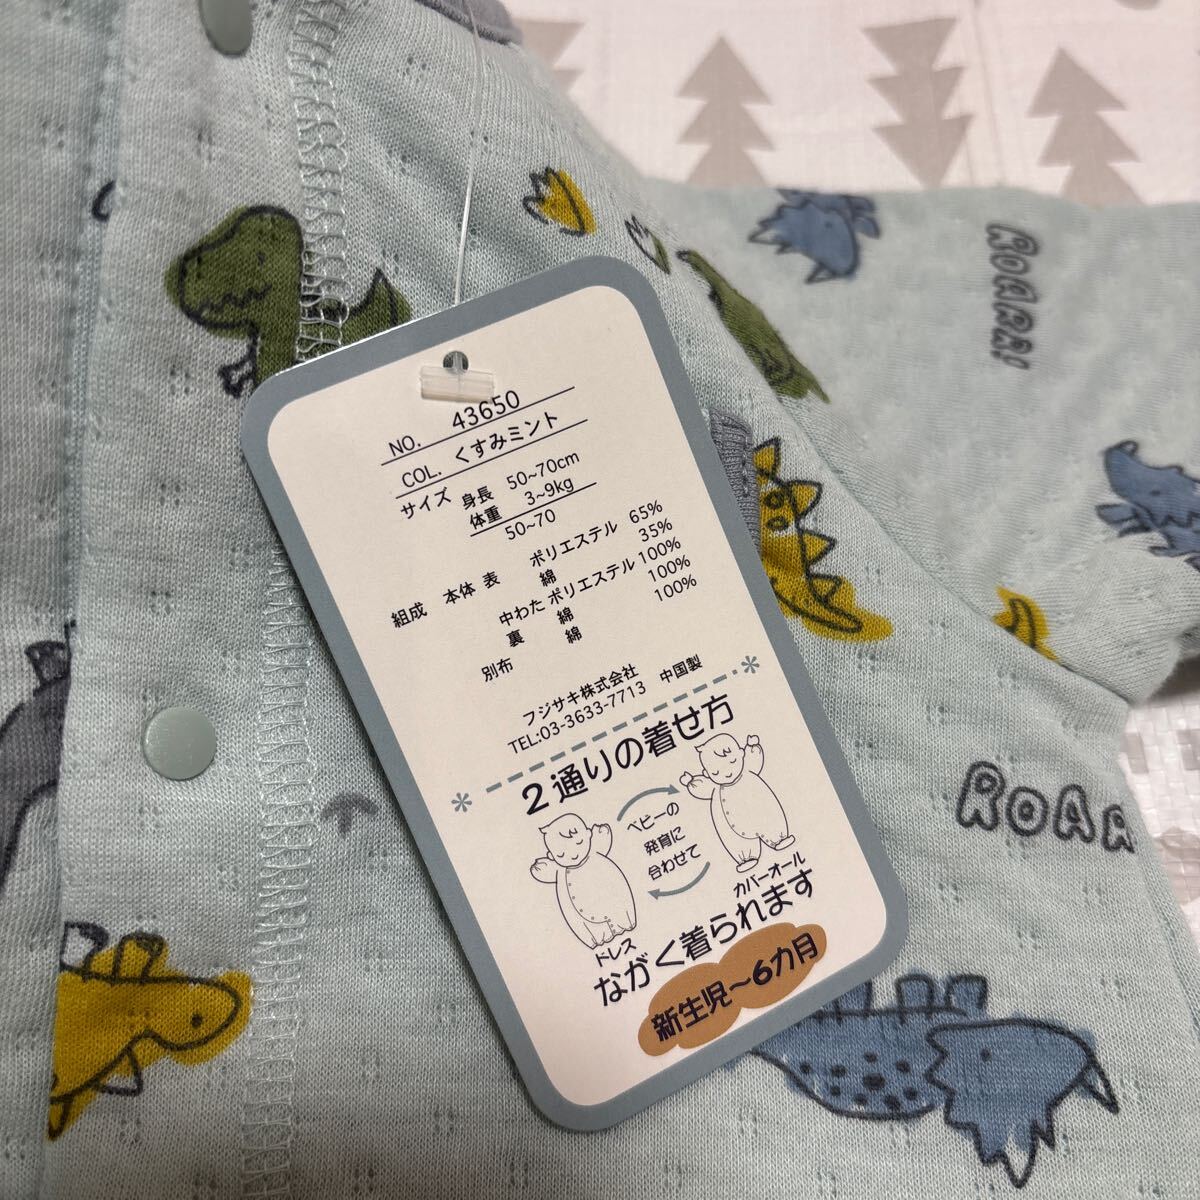 NO. 43650
COL. くすみミント
サイズ 身長 50~70cm
体重 3~9kg
50~70
組成 本体 表 ポリエステル 65%
綿 35%
中わた ポリエステル 100%
裏 綿 100%
別布 綿 100%
フジサキ株式会社 中国製
TEL:03-3633-7713
2通りの着せ方
ベビーの
発育に
合わせて
ドレス
カバーオール
ながく着られます
新生児~6カ月
ROARH!
ROAR